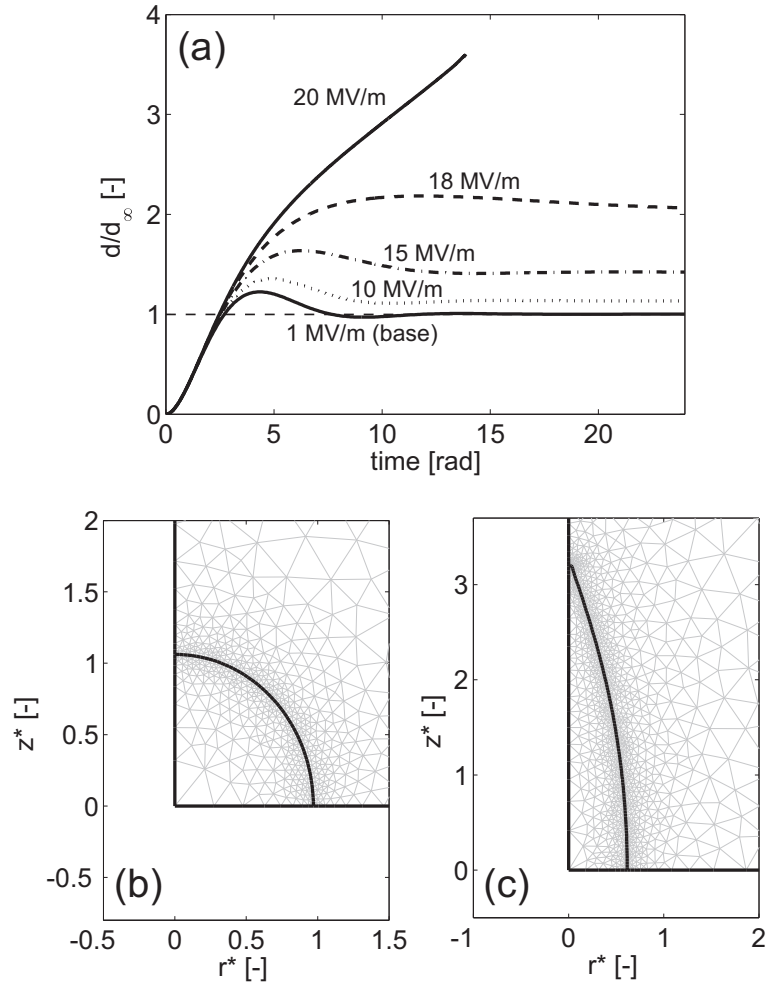 (a)
4
3
2
1
0
d/d∞ [-]
20 MV/m
18 MV/m
15 MV/m
10 MV/m
1 MV/m (base)
0 5 10 15 20
time [rad]
2
1.5
1
0.5
0
-0.5
z* [-]
(b)
-0.5 0 0.5 1 1.5
r* [-]
3
2
1
0
z* [-]
(c)
-1 0 1 2
r* [-]